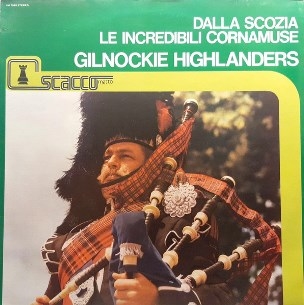 DALLA SCOZIA
LE INCREDIBILI CORNAMUSE
GILNOCKIE HIGHLANDERS
scacco